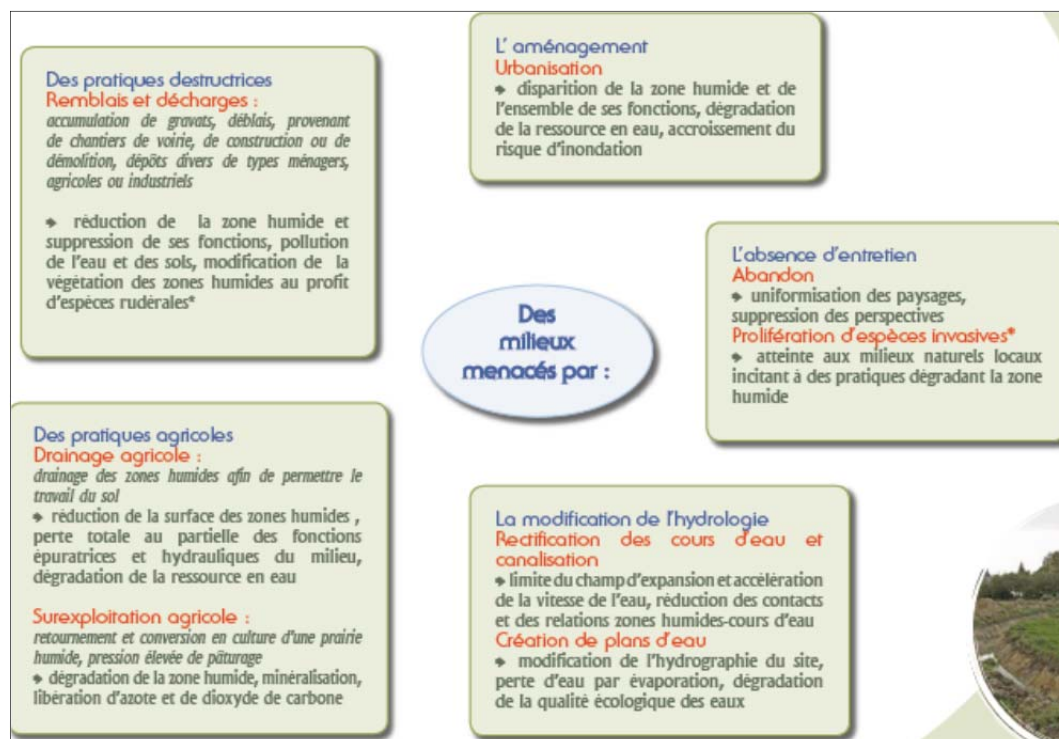 Des pratiques destructrices
Remblais et décharges :
accumulation de gravats, déblais, provenant
de chantiers de voirie, de construction ou de
démolition, dépôts divers de types ménagers,
agricoles ou industriels
➧ réduction de la zone humide et
suppression de ses fonctions, pollution
de l'eau et des sols, modification de la
végétation des zones humides au profit
d'espèces rudérales*
L' aménagement
Urbanisation
➧ disparition de la zone humide et de
l'ensemble de ses fonctions, dégradation
de la ressource en eau, accroissement du
risque d'inondation
L'absence d'entretien
Abandon
➧ uniformisation des paysages,
suppression des perspectives
Prolifération d'espèces invasives*
➧ atteinte aux milieux naturels locaux
incitant à des pratiques dégradant la zone
humide
Des
milieux
menacés par :
Des pratiques agricoles
Drainage agricole :
drainage des zones humides afin de permettre le
travail du sol
➧ réduction de la surface des zones humides ,
perte totale au partielle des fonctions
épuratrices et hydrauliques du milieu,
dégradation de la ressource en eau
Surexploitation agricole :
retournement et conversion en culture d'une prairie
humide, pression élevée de pâturage
➧ dégradation de la zone humide, minéralisation,
libération d'azote et de dioxyde de carbone
La modification de l'hydrologie
Rectification des cours d'eau et
canalisation
➧ limite du champ d'expansion et accélération
de la vitesse de l'eau, réduction des contacts
et des relations zones humides-cours d'eau
Création de plans d'eau
➧ modification de l'hydrographie du site,
perte d'eau par évaporation, dégradation
de la qualité écologique des eaux